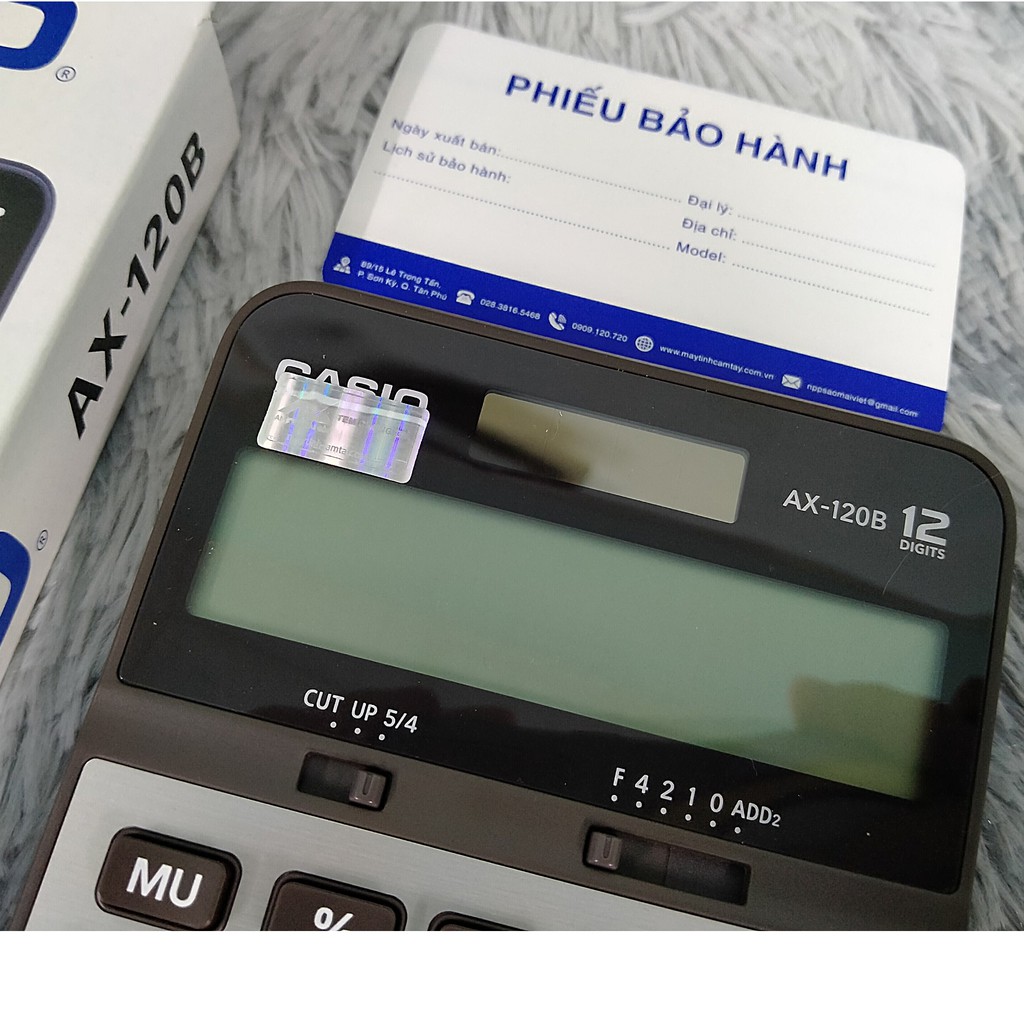 AX-120B
PHIẾU BẢO HÀNH
Ngày xuất bán:
Lịch sử bảo hành:
Đại lý:
Địa chỉ:
Model:
89/15 Lê Trọng Tấn,
P. Sơn Kỳ, Q. Tân Phú
028.3816.5468
0909.120.720
www.maytinhcamtay.com.vn
nppsaomaiviet@gmail.com
CASIO
AX-120B 12
DIGITS
CUT UP 5/4
F 4 2 1 0 ADD2
MU
%